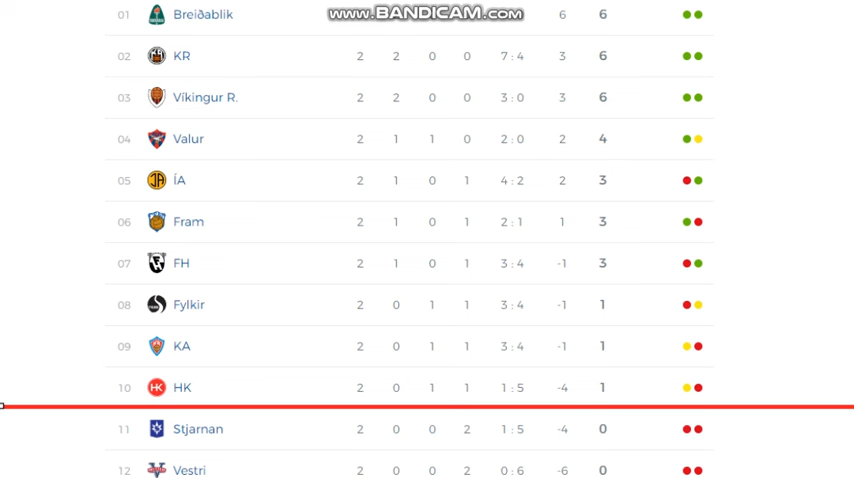 www.BANDICAM.com
01 Breiðablik 6 6
02 KR 2 2 0 0 7 : 4 3 6
03 Víkingur R. 2 2 0 0 3 : 0 3 6
04 Valur 2 1 1 0 2 : 0 2 4
05 ÍA 2 1 0 1 4 : 2 2 3
06 Fram 2 1 0 1 2 : 1 1 3
07 FH 2 1 0 1 3 : 4 -1 3
08 Fylkir 2 0 1 1 3 : 4 -1 1
09 KA 2 0 1 1 3 : 4 -1 1
10 HK 2 0 1 1 1 : 5 -4 1
11 Stjarnan 2 0 0 2 1 : 5 -4 0
12 Vestri 2 0 0 2 0 : 6 -6 0